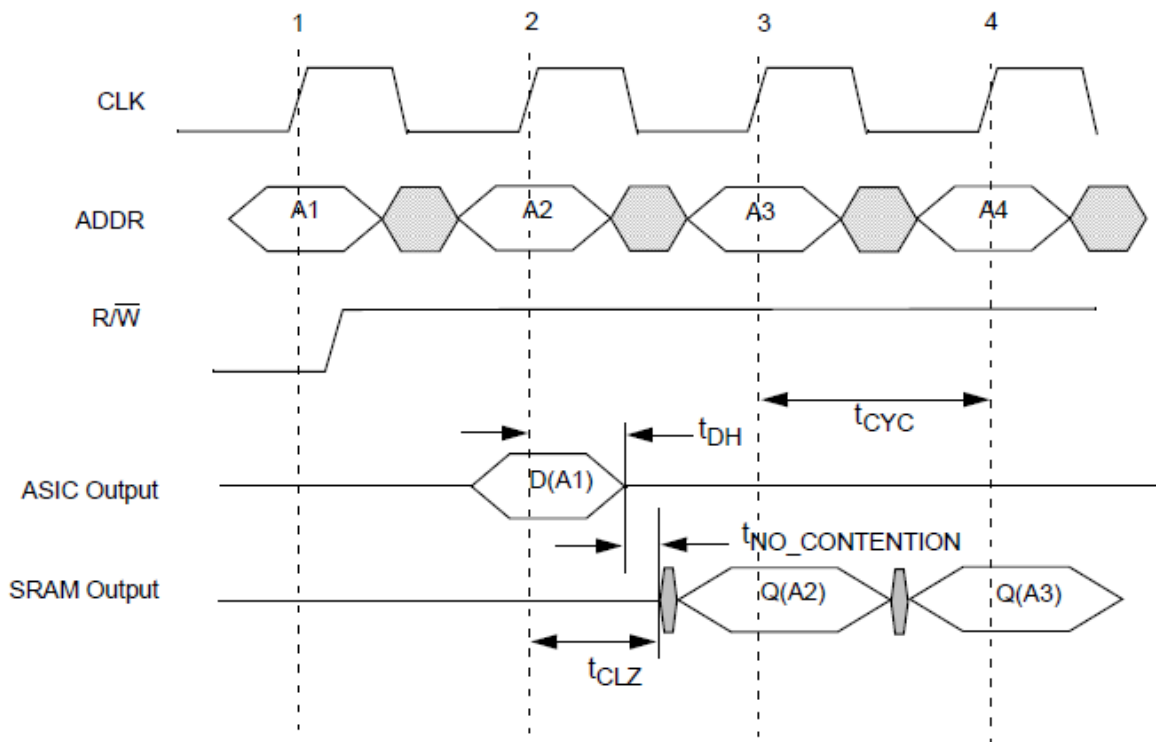 1 2 3 4
CLK
ADDR A1 A2 A3 A4
R/W̅
tCYC
tDH
ASIC Output D(A1)
tNO_CONTENTION
SRAM Output Q(A2) Q(A3)
tCLZ